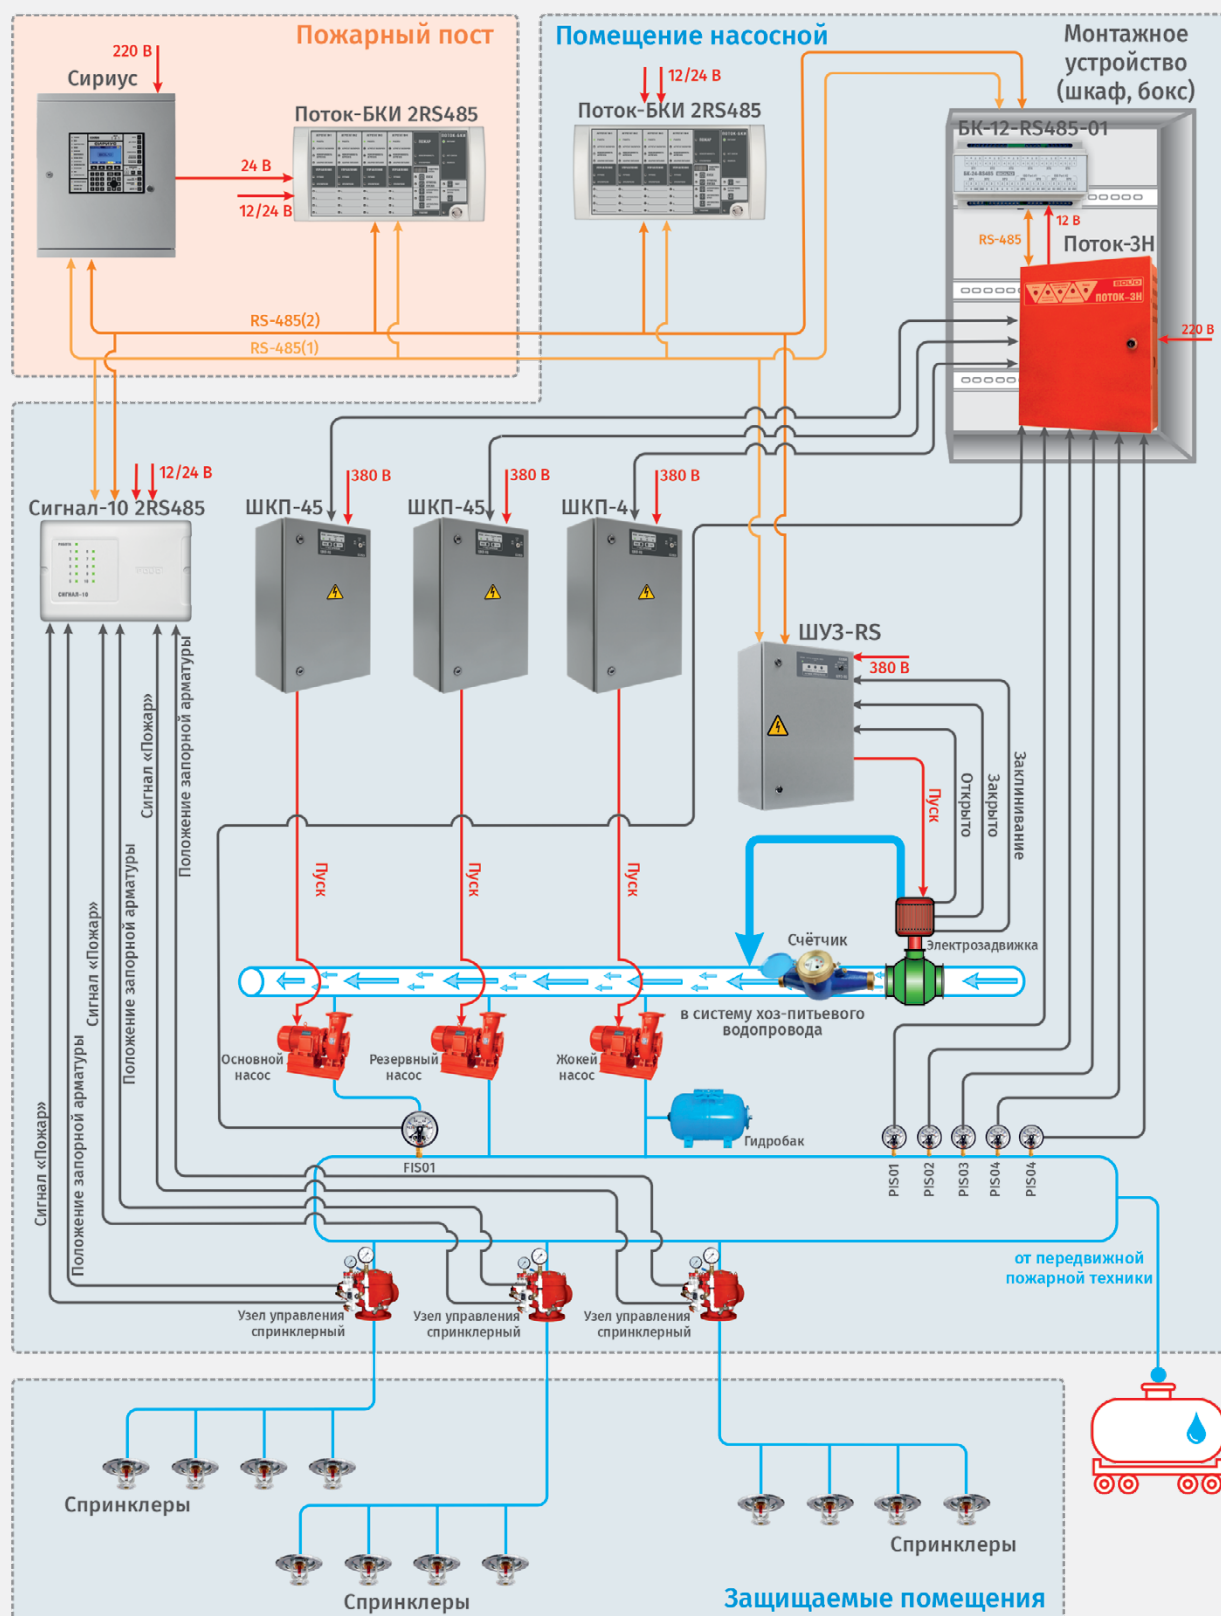 Пожарный пост
Помещение насосной
Монтажное
устройство
(шкаф, бокс)
220 В
Сириус
Поток-БКИ 2RS485
24 В
12/24 В
12/24 В
Поток-БКИ 2RS485
БК-12-RS485-01
12 В
RS-485
Поток-3Н
BOLID
ПОТОК-3Н
220 В
RS-485(2)
RS-485(1)
12/24 В
Сигнал-10 2RS485
СИГНАЛ-10
380 В
ШКП-45
380 В
ШКП-45
380 В
ШКП-4
ШУЗ-RS
380 В
Сигнал «Пожар»
Положение запорной арматуры
Сигнал «Пожар»
Положение запорной арматуры
Сигнал «Пожар»
Положение запорной арматуры
Пуск
Пуск
Пуск
Пуск
Открыто
Закрыто
Заклинивание
Счётчик
Электрозадвижка
в систему хоз-питьевого
водопровода
Основной
насос
Резервный
насос
Жокей
насос
Гидробак
FIS01
PIS01
PIS02
PIS03
PIS04
PIS04
от передвижной
пожарной техники
Узел управления
спринклерный
Узел управления
спринклерный
Узел управления
спринклерный
Спринклеры
Спринклеры
Спринклеры
Защищаемые помещения